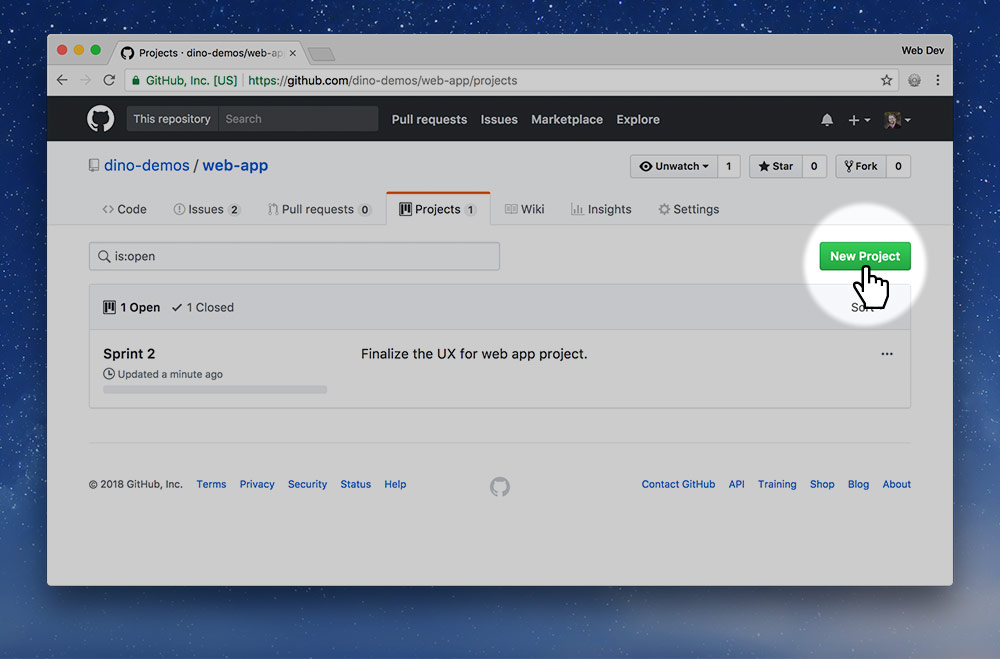 Projects · dino-demos/web-ap
Web Dev
GitHub, Inc. [US] https://github.com/dino-demos/web-app/projects
This repository Search Pull requests Issues Marketplace Explore
dino-demos / web-app Unwatch 1 Star 0 Fork 0
Code Issues 2 Pull requests 0 Projects 1 Wiki Insights Settings
is:open New Project
1 Open 1 Closed Sort
Sprint 2 Finalize the UX for web app project.
Updated a minute ago
© 2018 GitHub, Inc. Terms Privacy Security Status Help Contact GitHub API Training Shop Blog About